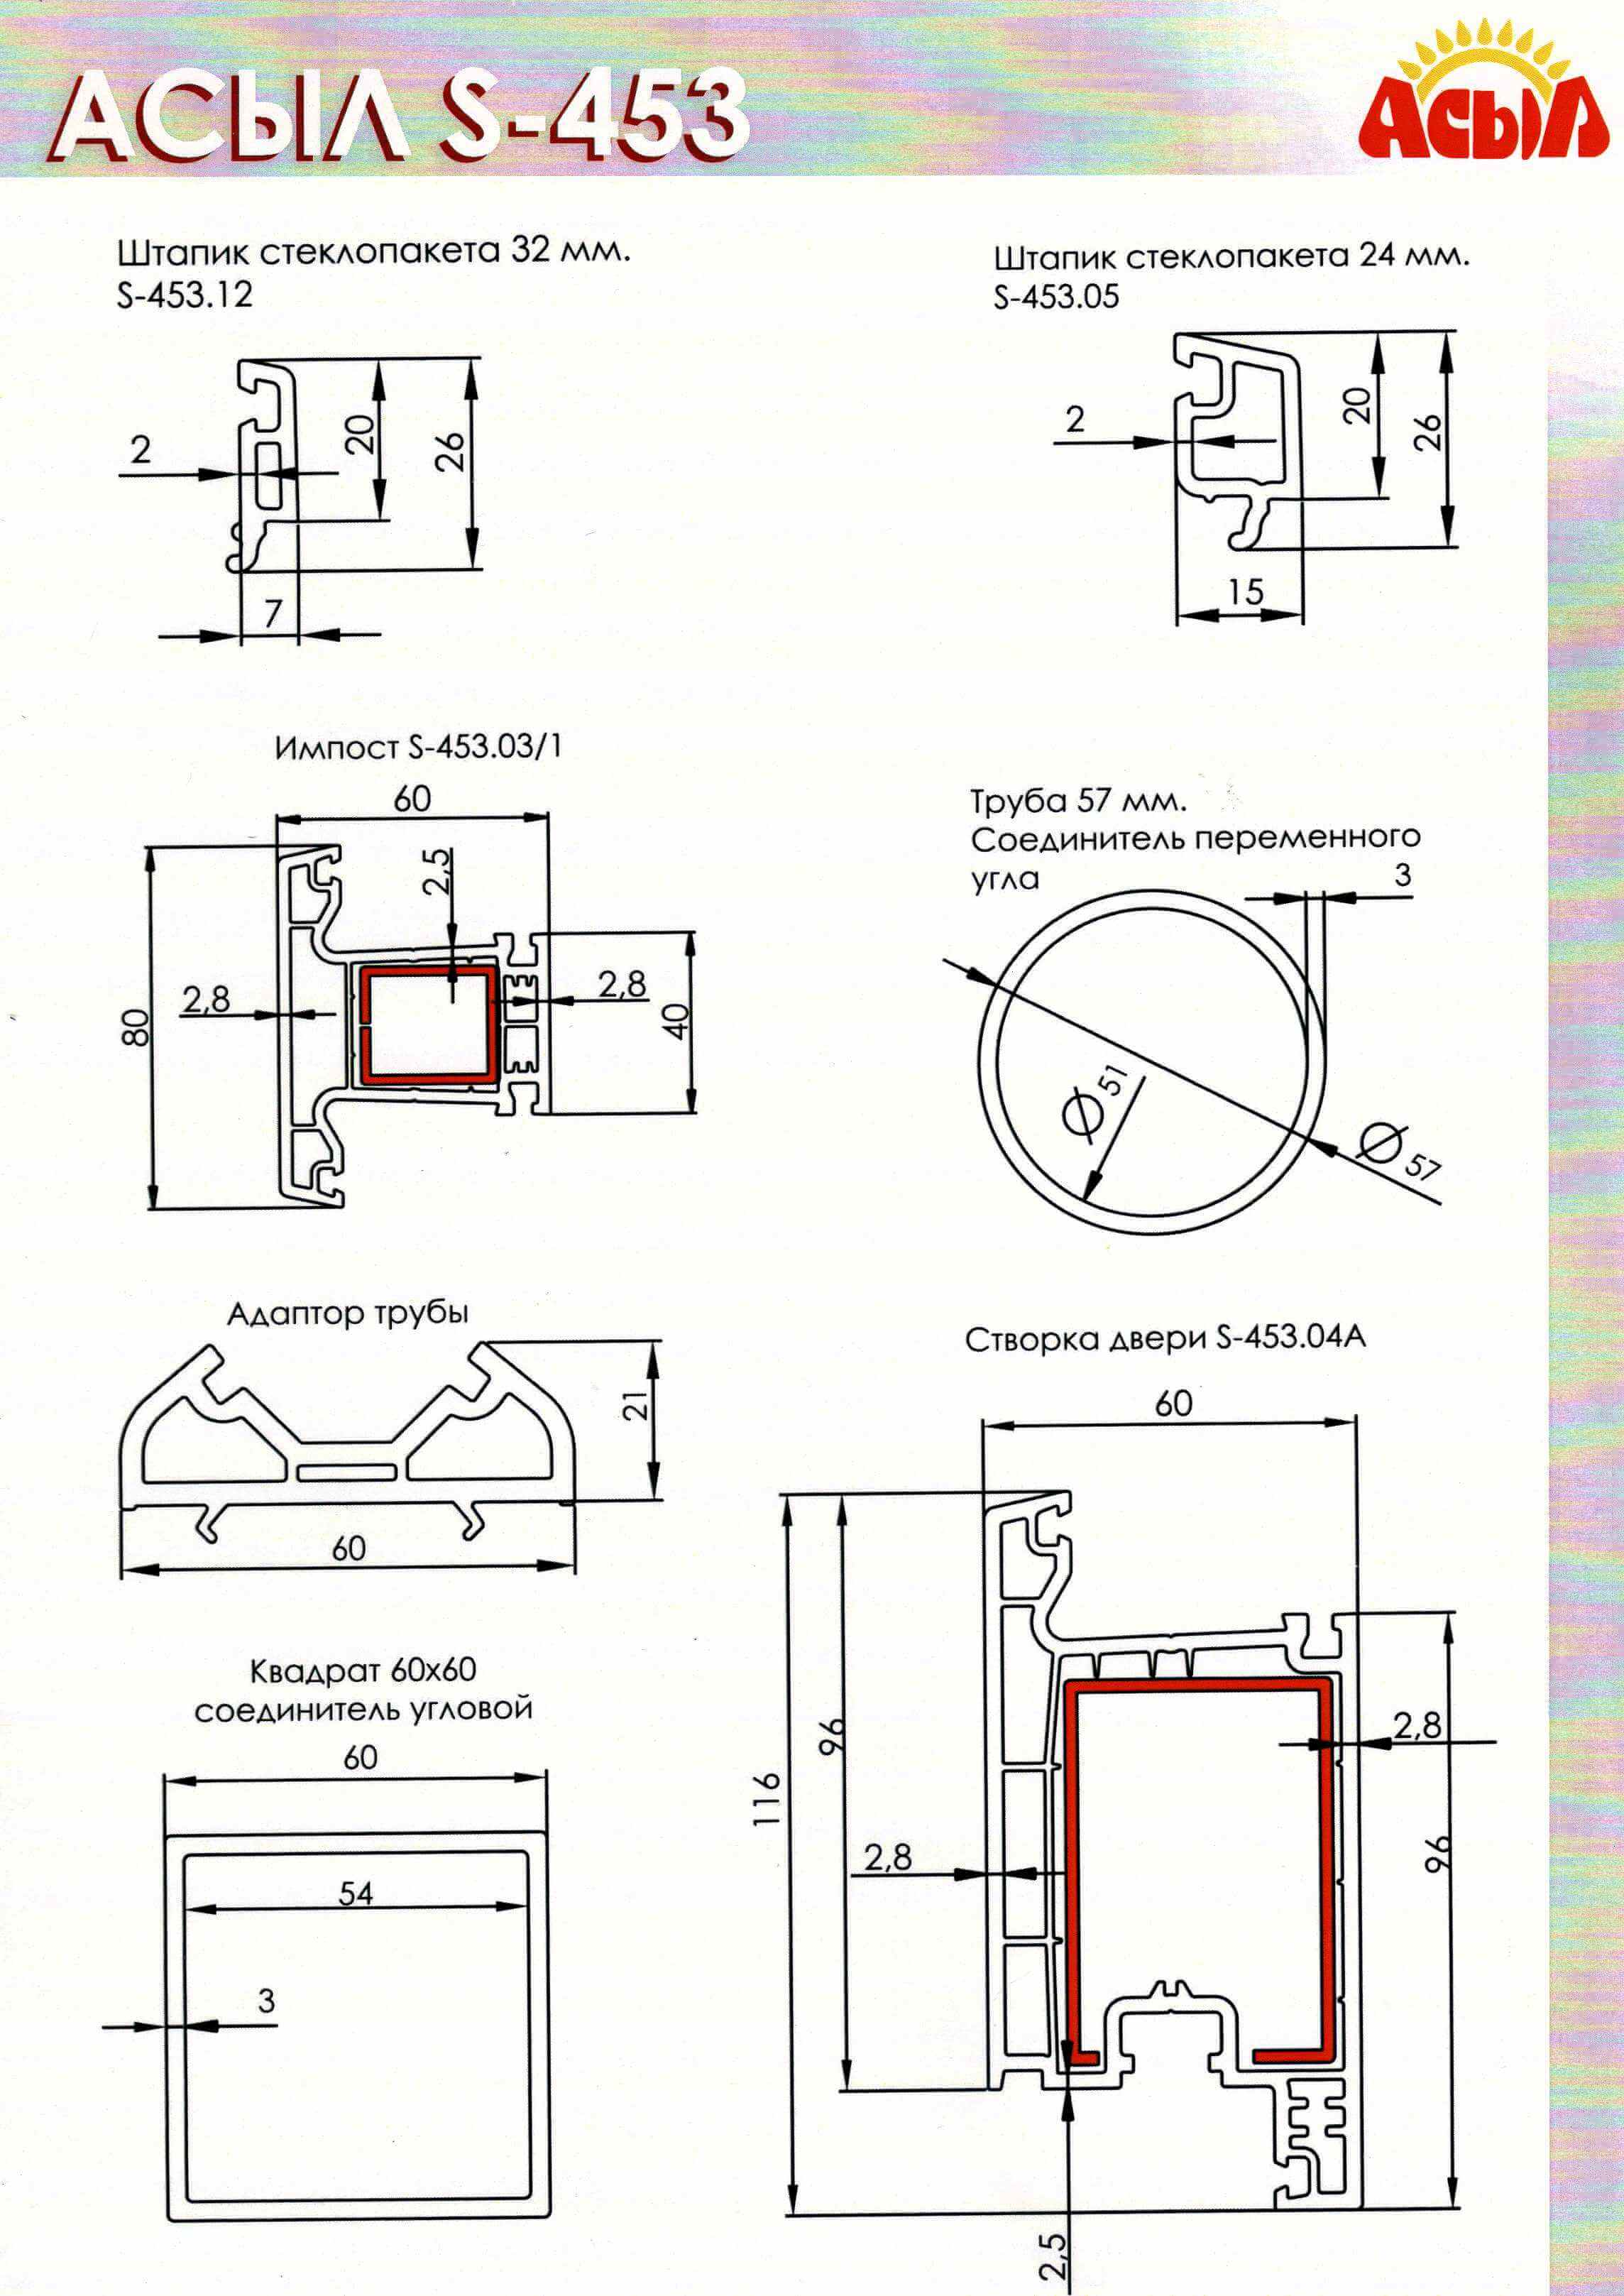 АСЫЛ S-453
АСЫЛ
Штапик стеклопакета 32 мм.
S-453.12
2
20
26
7
Штапик стеклопакета 24 мм.
S-453.05
2
20
26
15
Импост S-453.03/1
60
2,5
80
2,8
2,8
40
Труба 57 мм.
Соединитель переменного
угла
3
Ø 51
Ø 57
Адаптор трубы
21
60
Створка двери S-453.04А
60
116
96
2,8
2,8
96
2,5
Квадрат 60х60
соединитель угловой
60
54
3